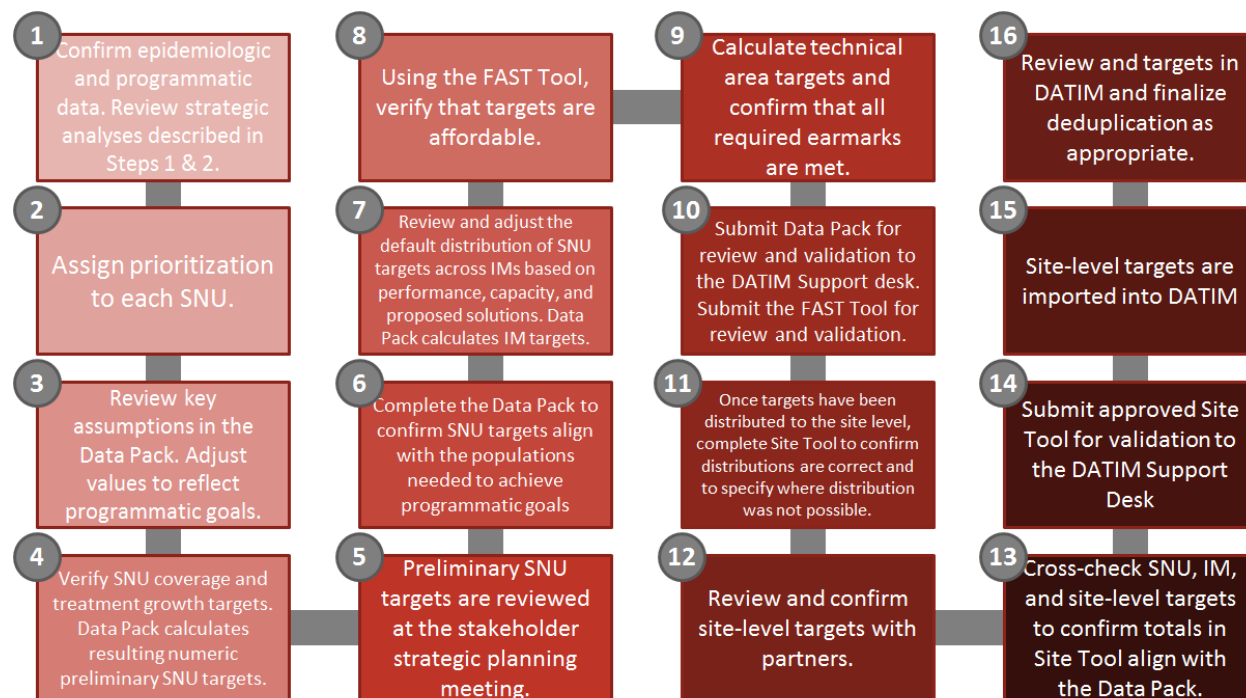 1
Confirm epidemiologic
and programmatic
data. Review strategic
analyses described in
Steps 1 & 2.
2
Assign prioritization
to each SNU.
3
Review key
assumptions in the
Data Pack. Adjust
values to reflect
programmatic goals.
4
Verify SNU coverage and
treatment growth targets.
Data Pack calculates
resulting numeric
preliminary SNU targets.
5
Preliminary SNU
targets are reviewed
at the stakeholder
strategic planning
meeting.
6
Complete the Data Pack to
confirm SNU targets align
with the populations
needed to achieve
programmatic goals
7
Review and adjust the
default distribution of SNU
targets across IMs based on
performance, capacity, and
proposed solutions. Data
Pack calculates IM targets.
8
Using the FAST Tool,
verify that targets are
affordable.
9
Calculate technical
area targets and
confirm that all
required earmarks
are met.
10
Submit Data Pack for
review and validation to
the DATIM Support desk.
Submit the FAST Tool for
review and validation.
11
Once targets have been
distributed to the site level,
complete Site Tool to confirm
distributions are correct and
to specify where distribution
was not possible.
12
Review and confirm
site-level targets with
partners.
13
Cross-check SNU, IM,
and site-level targets
to confirm totals in
Site Tool align with
the Data Pack.
14
Submit approved Site
Tool for validation to
the DATIM Support
Desk
15
Site-level targets are
imported into DATIM
16
Review and targets in
DATIM and finalize
deduplication as
appropriate.